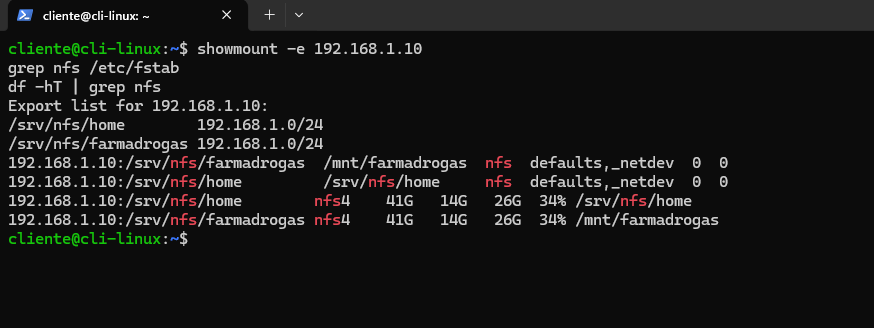 cliente@cli-linux: ~
cliente@cli-linux:~$ showmount -e 192.168.1.10
grep nfs /etc/fstab
df -hT | grep nfs
Export list for 192.168.1.10:
/srv/nfs/home        192.168.1.0/24
/srv/nfs/farmadrogas 192.168.1.0/24
192.168.1.10:/srv/nfs/farmadrogas  /mnt/farmadrogas  nfs  defaults,_netdev  0  0
192.168.1.10:/srv/nfs/home         /srv/nfs/home     nfs  defaults,_netdev  0  0
192.168.1.10:/srv/nfs/home        nfs4    41G   14G   26G  34% /srv/nfs/home
192.168.1.10:/srv/nfs/farmadrogas nfs4    41G   14G   26G  34% /mnt/farmadrogas
cliente@cli-linux:~$